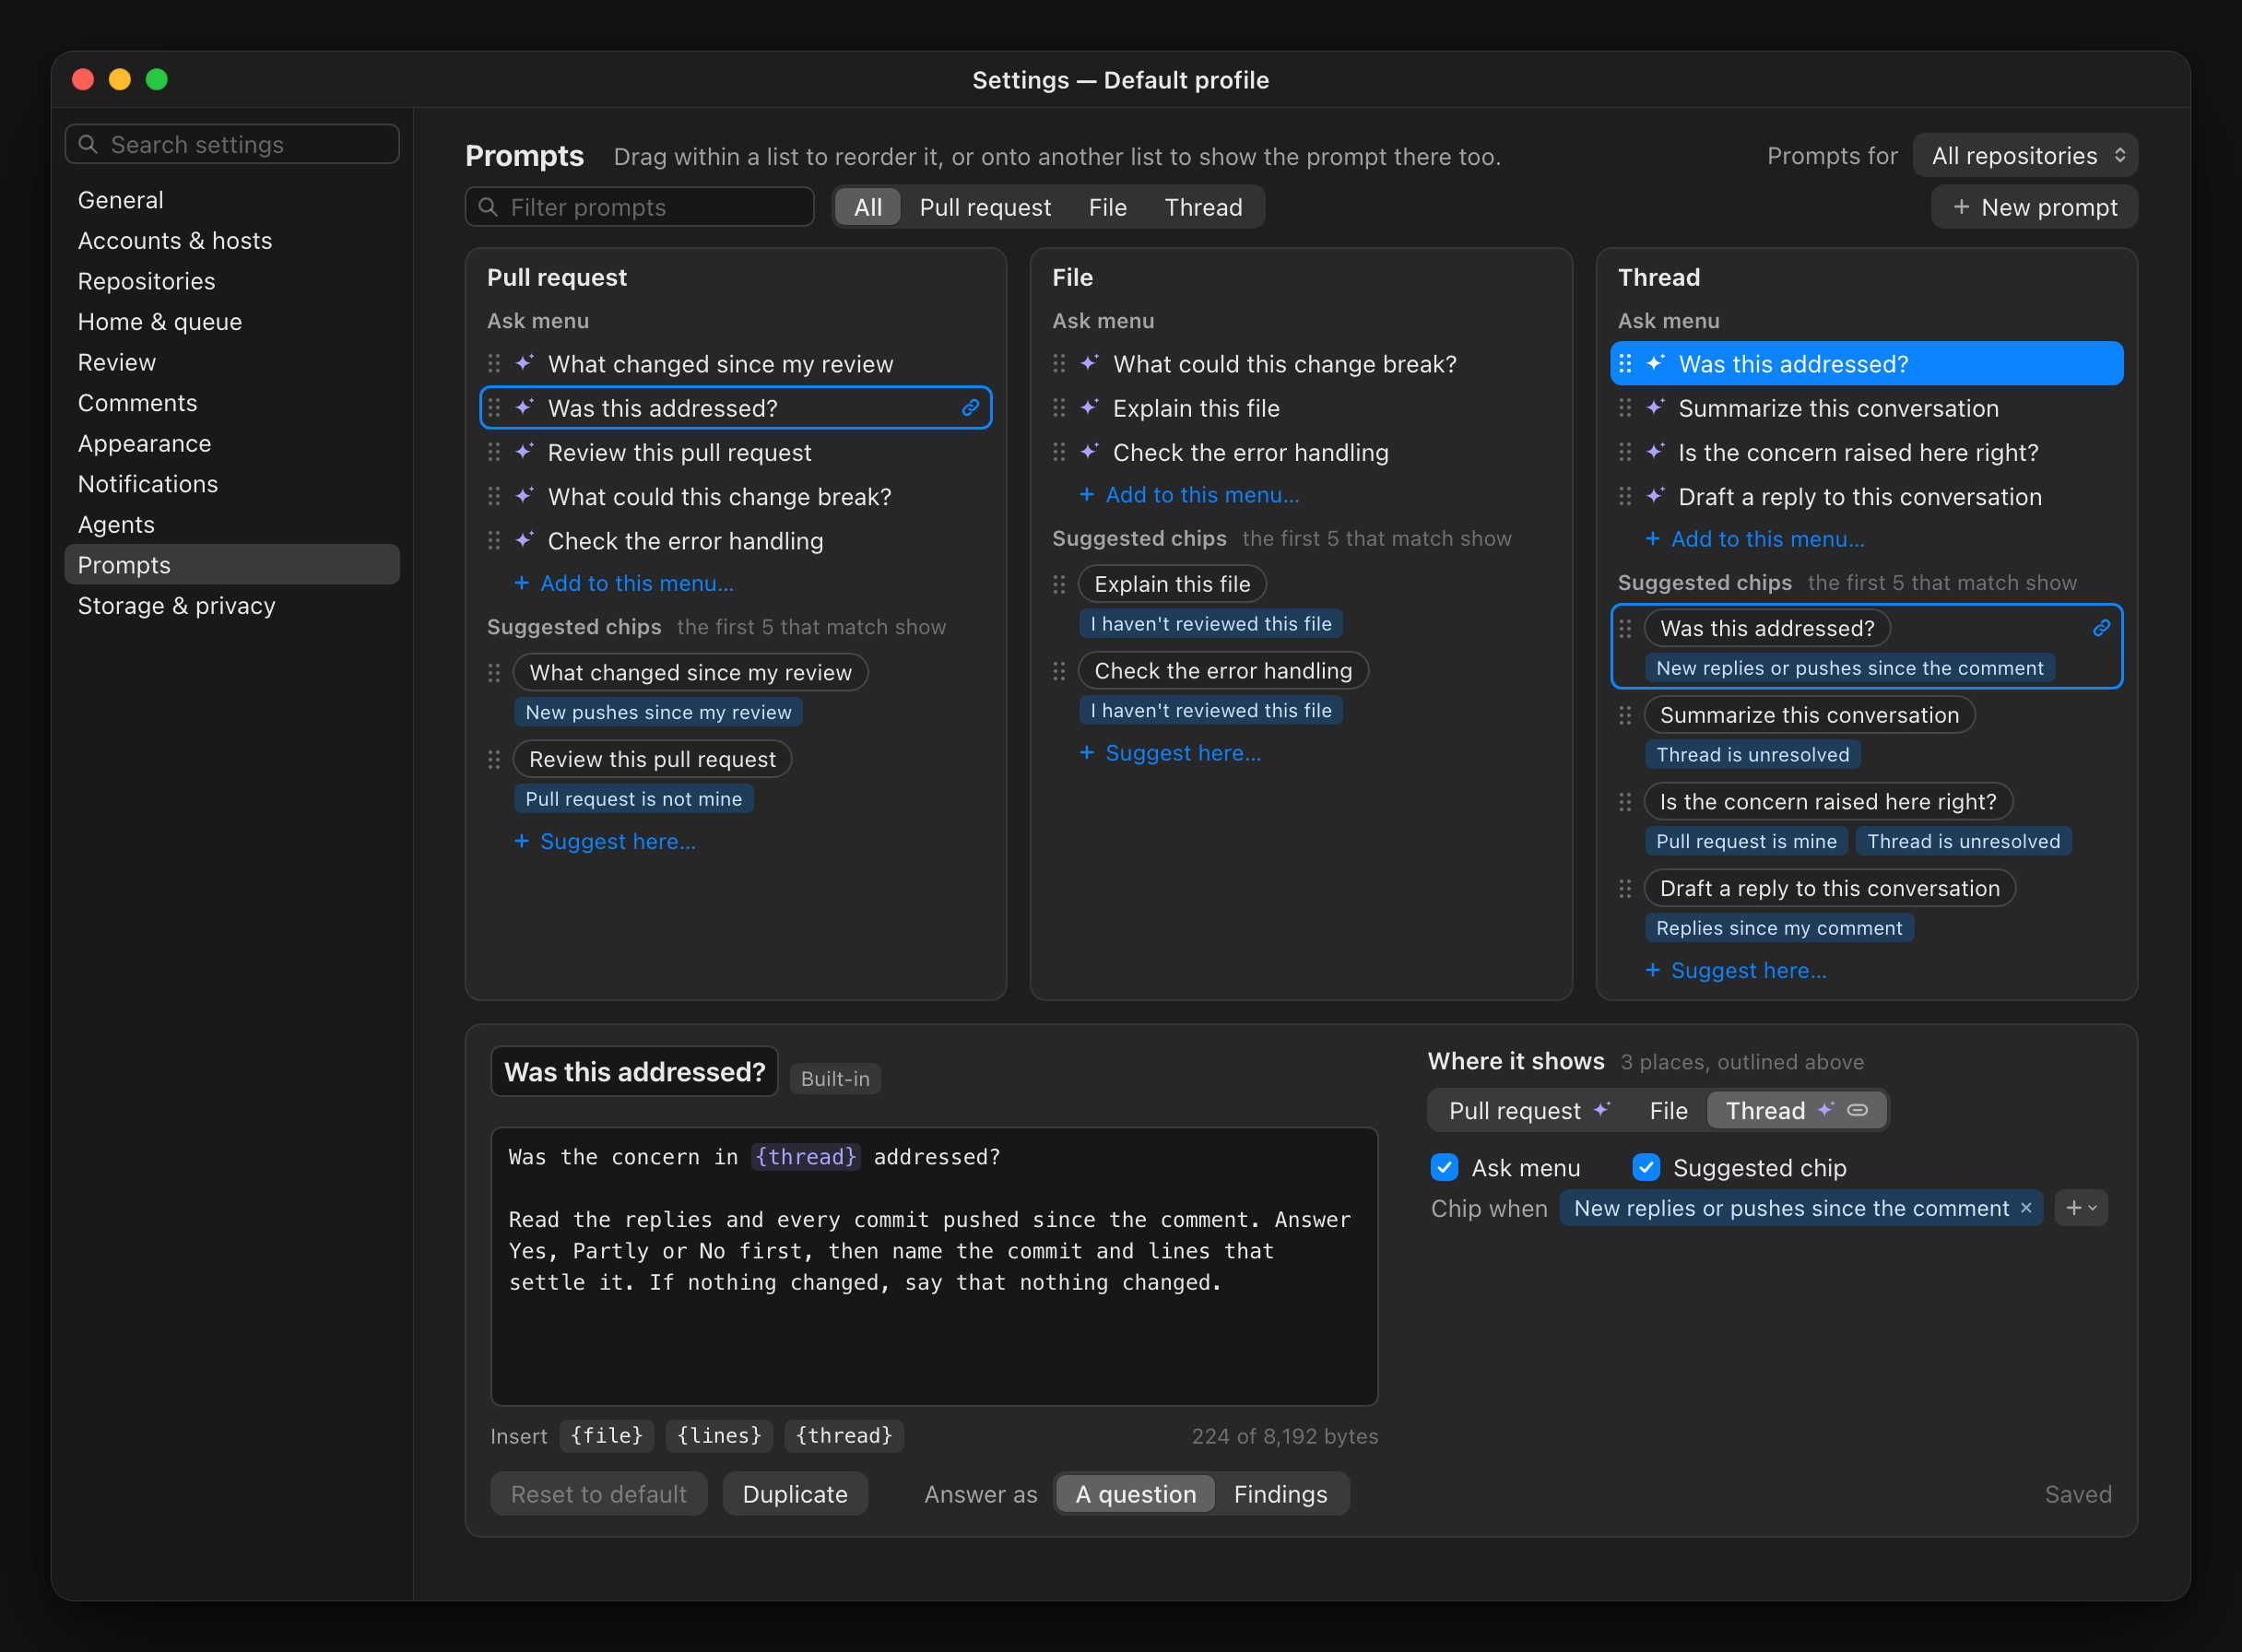 Settings — Default profile
Search settings
General
Accounts & hosts
Repositories
Home & queue
Review
Comments
Appearance
Notifications
Agents
Prompts
Storage & privacy
Prompts Drag within a list to reorder it, or onto another list to show the prompt there too.
Prompts for All repositories
Filter prompts
All Pull request File Thread
+ New prompt
Pull request
Ask menu
What changed since my review
Was this addressed?
Review this pull request
What could this change break?
Check the error handling
+ Add to this menu...
Suggested chips the first 5 that match show
What changed since my review
New pushes since my review
Review this pull request
Pull request is not mine
+ Suggest here...
File
Ask menu
What could this change break?
Explain this file
Check the error handling
+ Add to this menu...
Suggested chips the first 5 that match show
Explain this file
I haven't reviewed this file
Check the error handling
I haven't reviewed this file
+ Suggest here...
Thread
Ask menu
Was this addressed?
Summarize this conversation
Is the concern raised here right?
Draft a reply to this conversation
+ Add to this menu...
Suggested chips the first 5 that match show
Was this addressed?
New replies or pushes since the comment
Summarize this conversation
Thread is unresolved
Is the concern raised here right?
Pull request is mine Thread is unresolved
Draft a reply to this conversation
Replies since my comment
+ Suggest here...
Was this addressed? Built-in
Was the concern in {thread} addressed?
Read the replies and every commit pushed since the comment. Answer
Yes, Partly or No first, then name the commit and lines that
settle it. If nothing changed, say that nothing changed.
Insert {file} {lines} {thread}
224 of 8,192 bytes
Reset to default Duplicate Answer as A question Findings
Where it shows 3 places, outlined above
Pull request File Thread
Ask menu Suggested chip
Chip when New replies or pushes since the comment × +
Saved